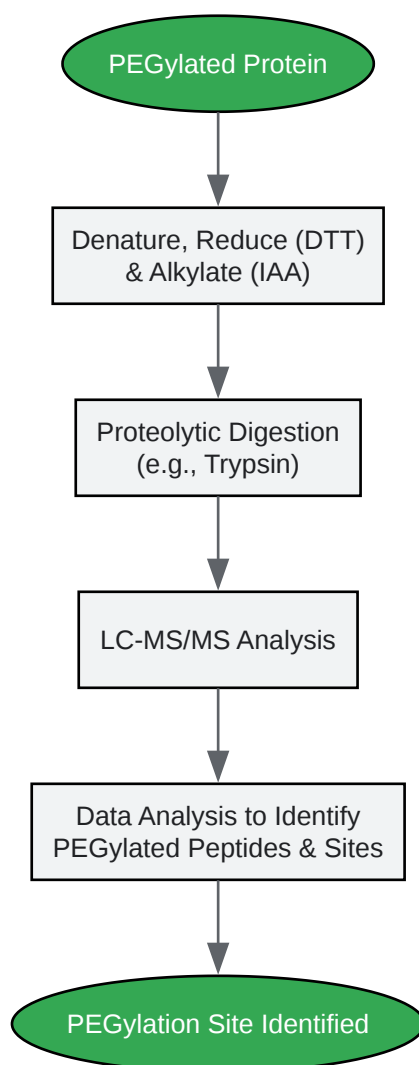 PEGylated Protein
Denature, Reduce (DTT)
& Alkylate (IAA)
Proteolytic Digestion
(e.g., Trypsin)
LC-MS/MS Analysis
Data Analysis to Identify
PEGylated Peptides & Sites
PEGylation Site Identified